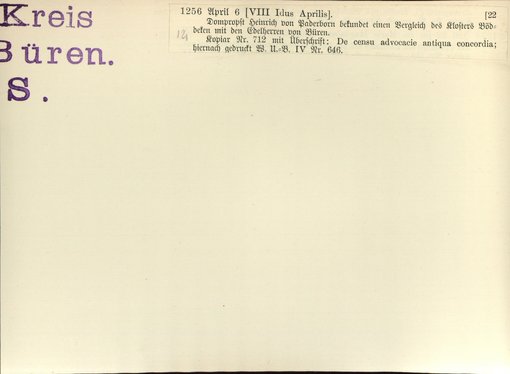 Kreis
Büren.
S.
1256 April 6 [VIII Idus Aprilis]. [22
Dompropst Heinrich von Paderborn bekundet einen Vergleich des Klosters Böd-
deken mit den Edelherren von Büren.
Kopiar Nr. 712 mit Überschrift: De censu advocacie antiqua concordia;
hiernach gedruckt W. U.-B. IV Nr. 646.